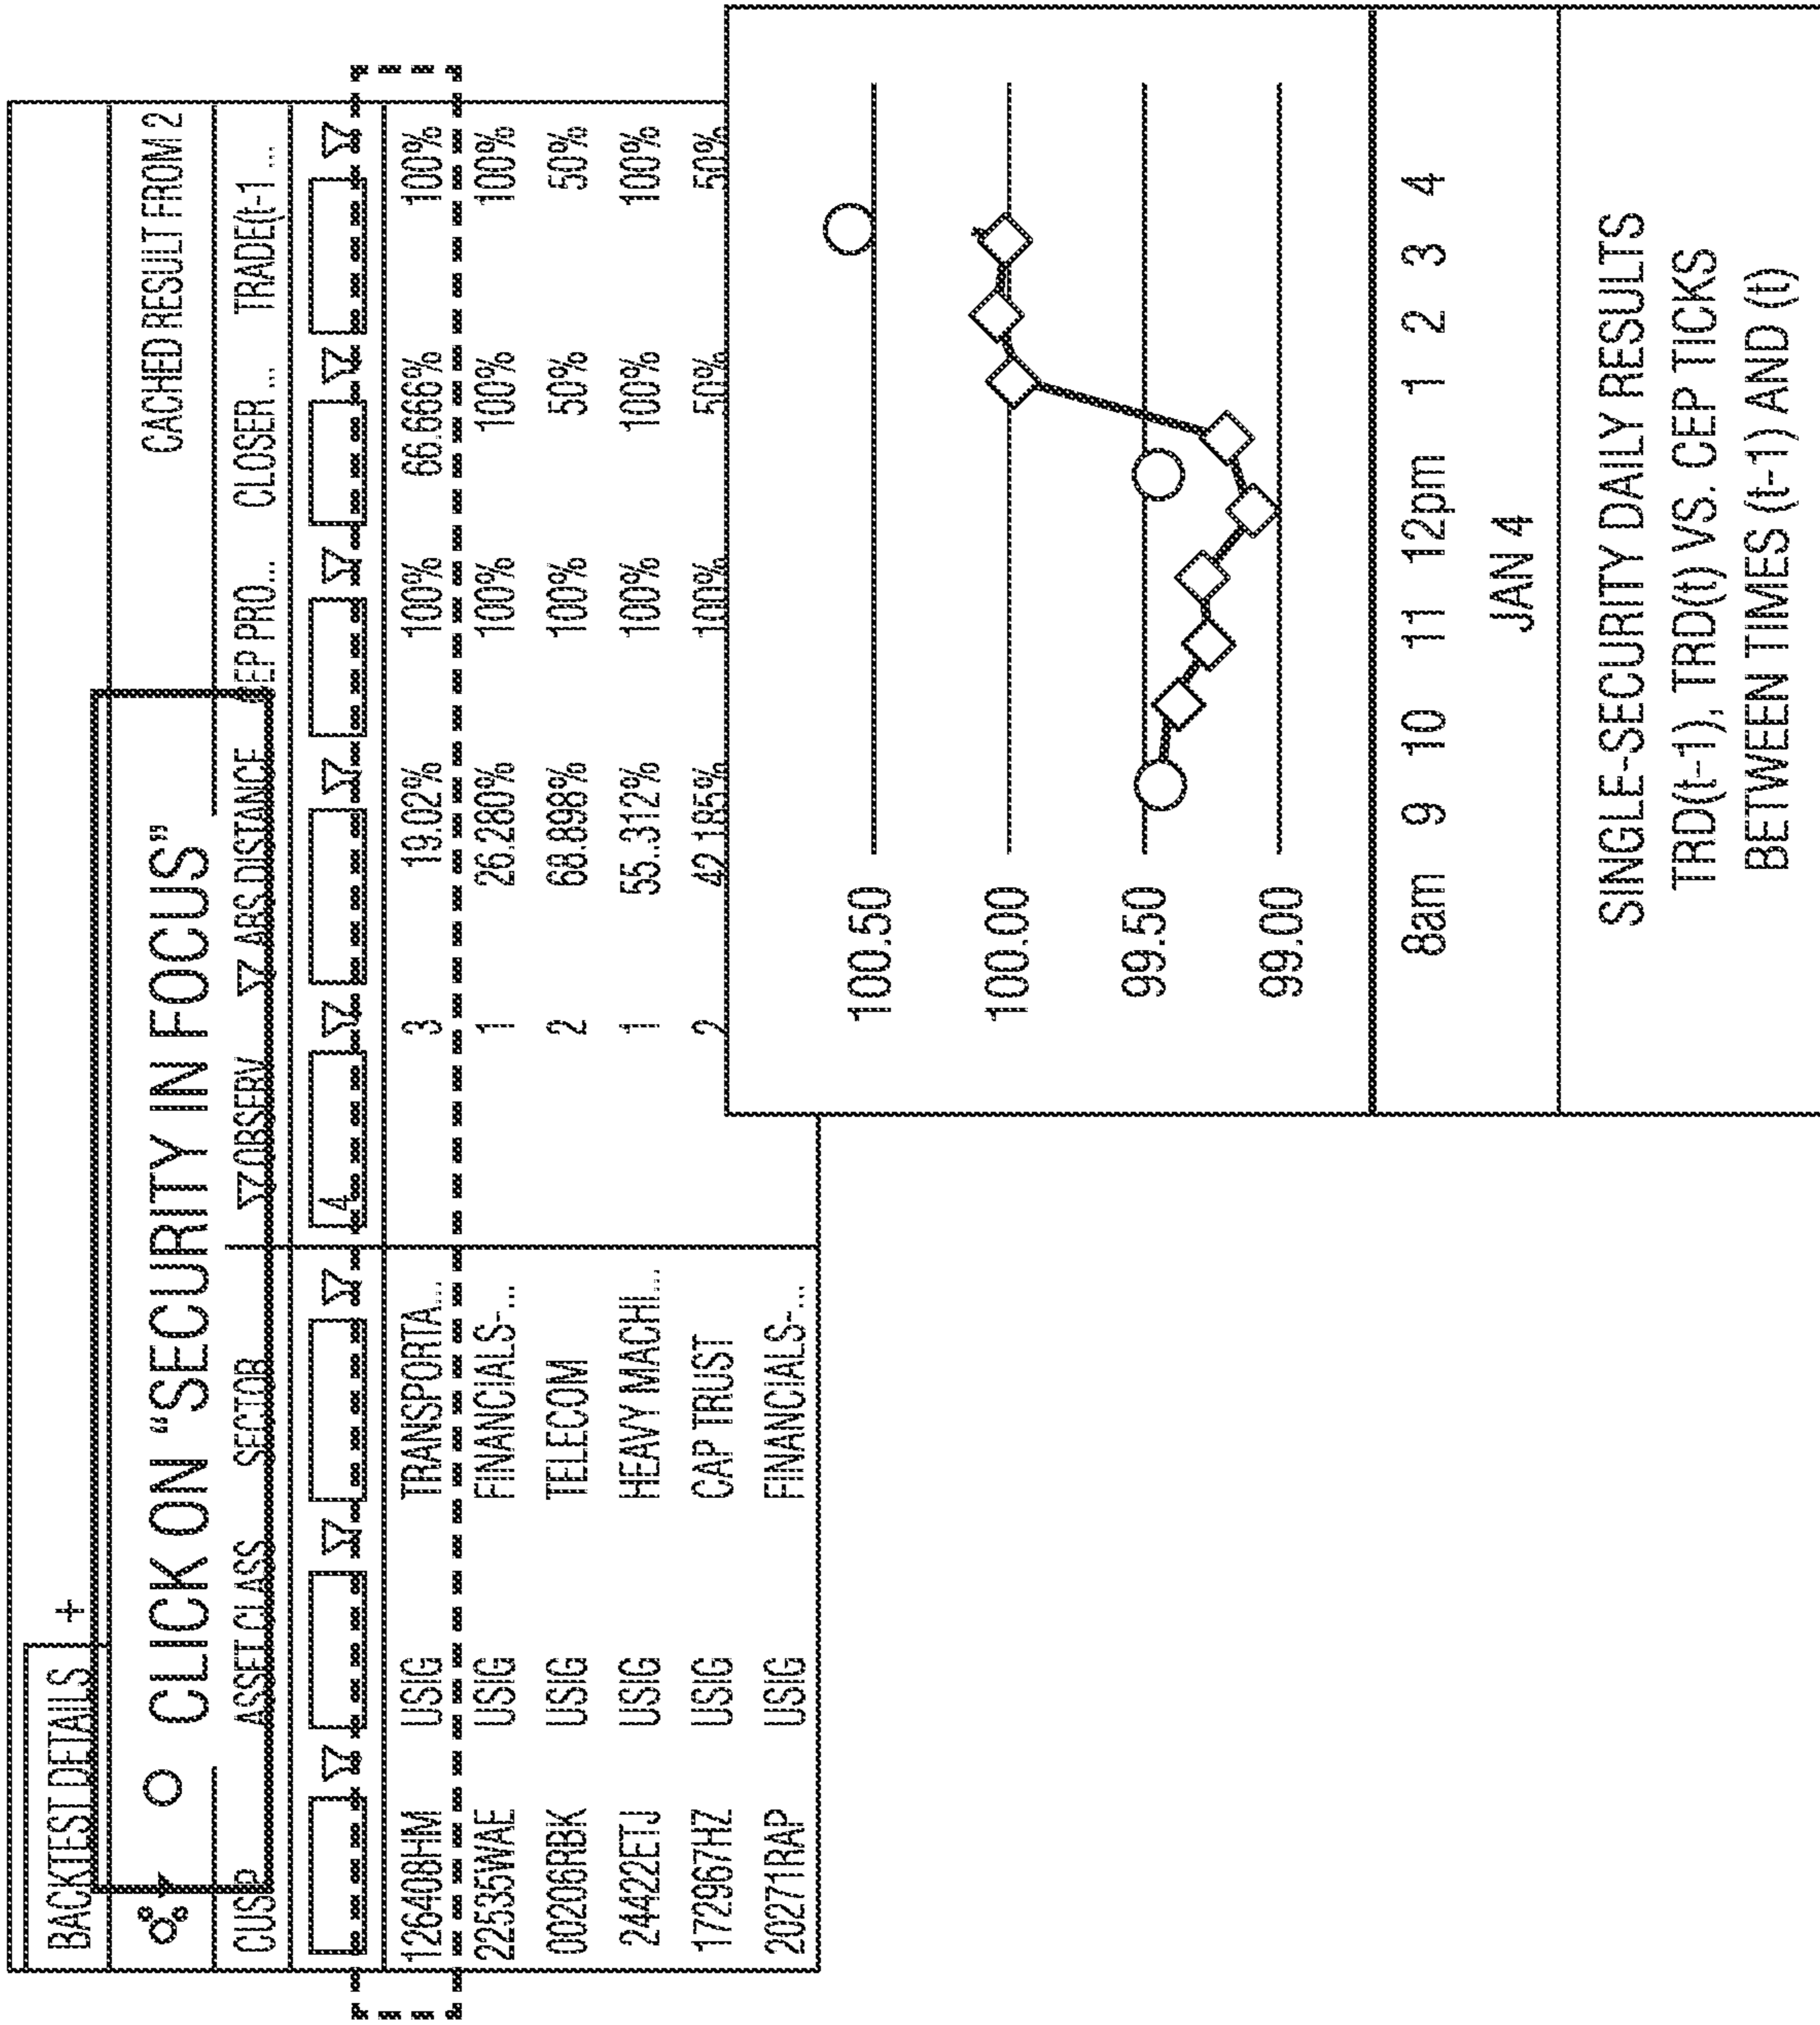 BACKTEST DETAILS +
CLICK ON "SECURITY IN FOCUS"
CACHED RESULT FROM 2
CUSIP ASSET CLASS SECTOR OBSERV ABS.DISTANCE CEP PRO... CLOSER ... TRADE(t-1 ...
4
126408HM USIG TRANSPORTA... 3 19.02% 100% 66.666% 100%
22535WAE USIG FINANCIALS-... 1 26.280% 100% 100% 100%
00206RBK USIG TELECOM 2 68.898% 100% 50% 50%
24422ETJ USIG HEAVY MACHI... 1 55..312% 100% 100% 100%
172967HZ USIG CAP TRUST 2 42.185% 100% 50% 50%
20271RAP USIG FINANCIALS-...
100.50
100.00
99.50
99.00
8am 9 10 11 12pm 1 2 3 4
JAN 4
SINGLE-SECURITY DAILY RESULTS
TRD(t-1), TRD(t) VS. CEP TICKS
BETWEEN TIMES (t-1) AND (t)